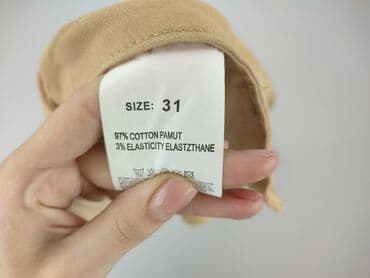 SIZE: 31
97% COTTON PAMUT
3% ELASTICITY ELASTZTHANE